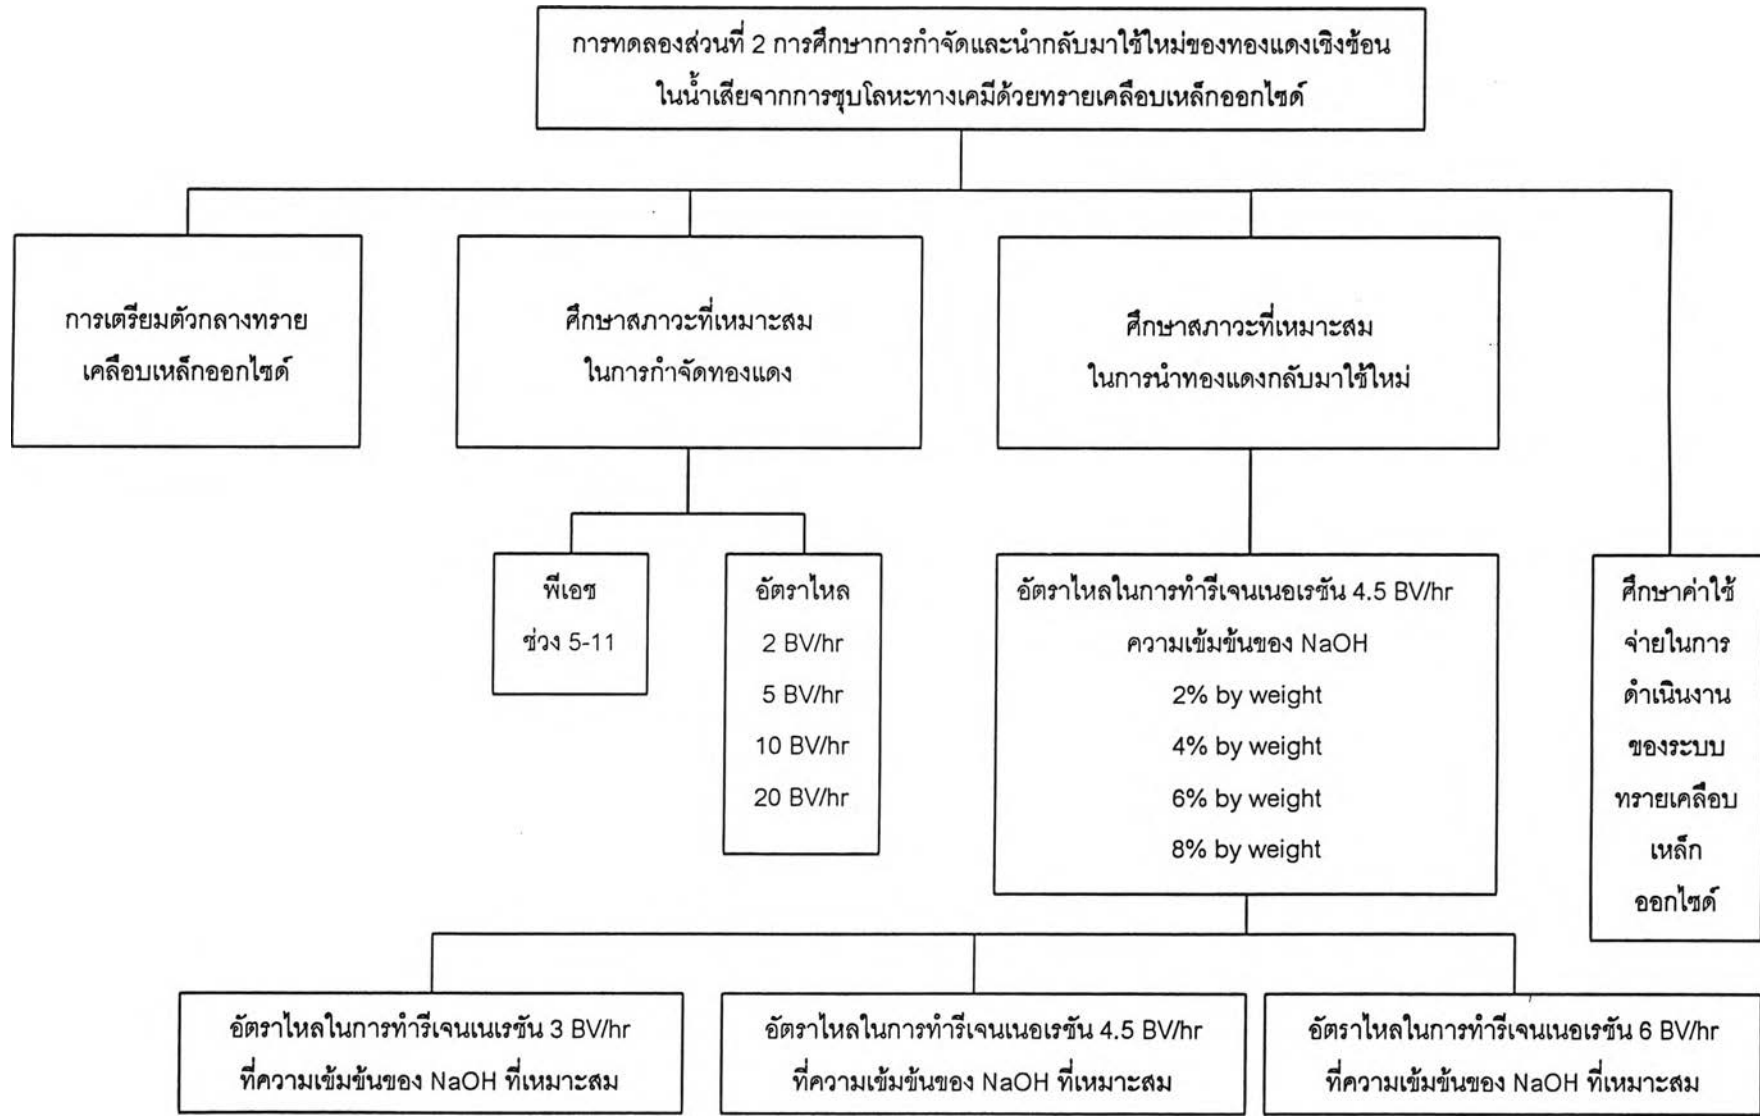 การทดลองส่วนที่ 2 การศึกษาการกำจัดและนำกลับมาใช้ใหม่ของทองแดงเชิงซ้อน
ในน้ำเสียจากการชุบโลหะทางเคมีด้วยทรายเคลือบเหล็กออกไซด์
การเตรียมตัวกลางทราย
เคลือบเหล็กออกไซด์
ศึกษาสภาวะที่เหมาะสม
ในการกำจัดทองแดง
ศึกษาสภาวะที่เหมาะสม
ในการนำทองแดงกลับมาใช้ใหม่
พีเอช
ช่วง 5-11
อัตราไหล
2 BV/hr
5 BV/hr
10 BV/hr
20 BV/hr
อัตราไหลในการทำรีเจนเนอเรชัน 4.5 BV/hr
ความเข้มข้นของ NaOH
2% by weight
4% by weight
6% by weight
8% by weight
ศึกษาค่าใช้
จ่ายในการ
ดำเนินงาน
ของระบบ
ทรายเคลือบ
เหล็ก
ออกไซด์
อัตราไหลในการทำรีเจนเนเรชัน 3 BV/hr
ที่ความเข้มข้นของ NaOH ที่เหมาะสม
อัตราไหลในการทำรีเจนเนอเรชัน 4.5 BV/hr
ที่ความเข้มข้นของ NaOH ที่เหมาะสม
อัตราไหลในการทำรีเจนเนอเรชัน 6 BV/hr
ที่ความเข้มข้นของ NaOH ที่เหมาะสม